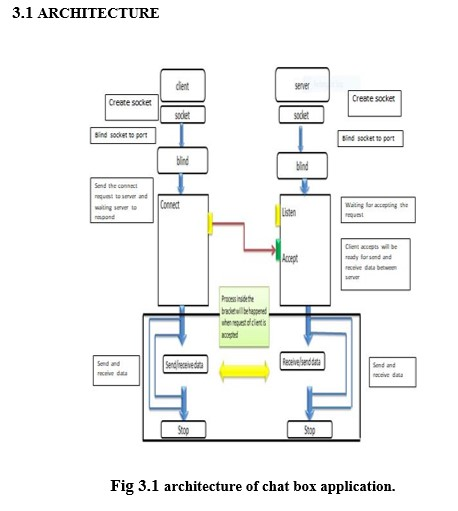 3.1 ARCHITECTURE
client
server
Create socket
socket
socket
Create socket
Blind socket to port
Blind socket to port
blind
blind
Send the connect
request to server and
waiting server to
respond
Connect
Listen
Waiting for accepting the
request
Accept
Client accepts will be
ready for send and
receive data between
server
Process inside the
bracket will be happened
when request of client is
accepted
Send and
receive data
Send/receive data
Receive/send data
Send and
receive data
Stop
Stop
Fig 3.1 architecture of chat box application.